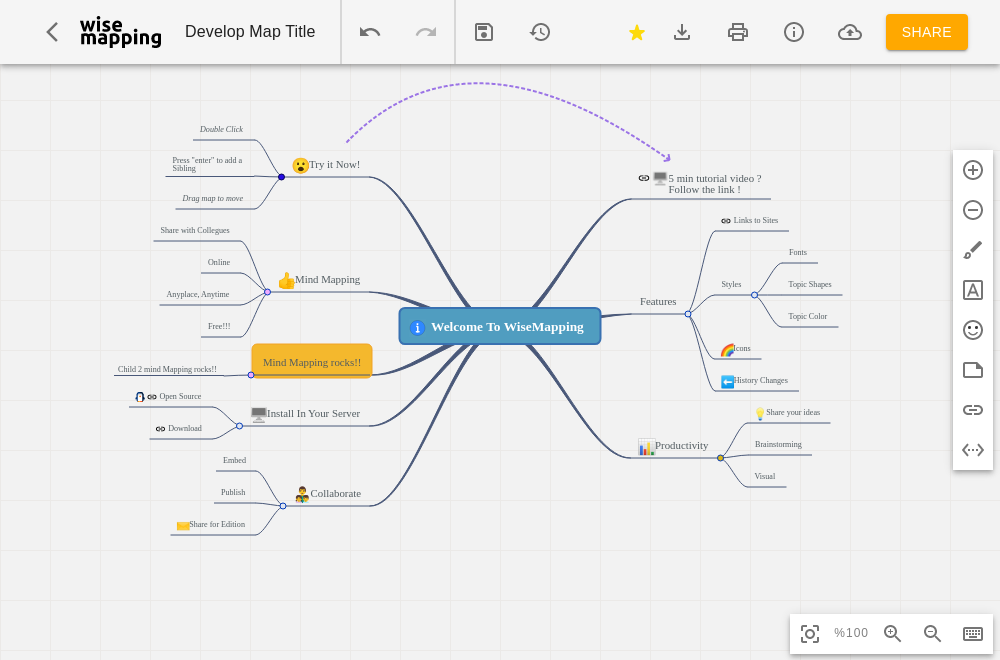 wise
mapping
Develop Map Title
SHARE
Double Click
Press "enter" to add a
Sibling
Drag map to move
Try it Now!
Share with Collegues
Online
Anyplace, Anytime
Free!!!
Mind Mapping
Mind Mapping rocks!!
Child 2 mind Mapping rocks!!
Open Source
Download
Install In Your Server
Embed
Publish
Share for Edition
Collaborate
Welcome To WiseMapping
5 min tutorial video ?
Follow the link !
Links to Sites
Fonts
Styles
Topic Shapes
Features
Topic Color
Icons
History Changes
Share your ideas
Productivity
Brainstorming
Visual
%100